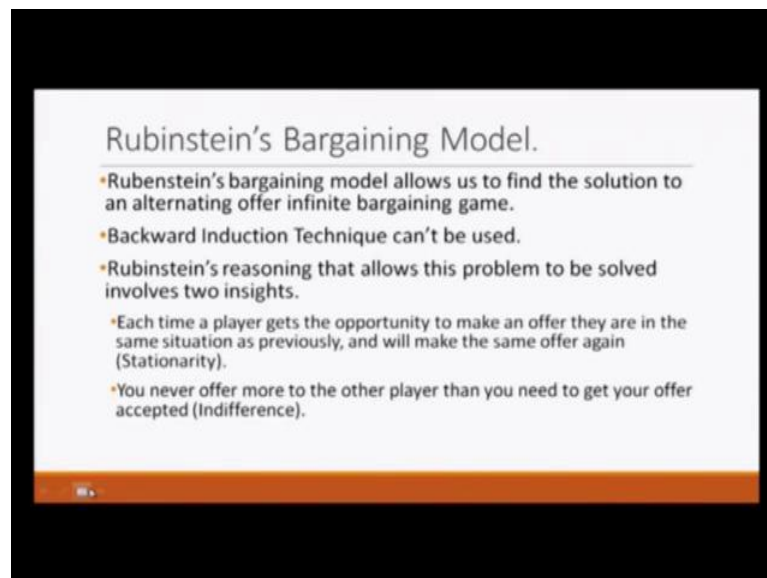 Rubinstein's Bargaining Model.
•Rubenstein's bargaining model allows us to find the solution to
an alternating offer infinite bargaining game.
•Backward Induction Technique can't be used.
•Rubinstein's reasoning that allows this problem to be solved
involves two insights.
•Each time a player gets the opportunity to make an offer they are in the
same situation as previously, and will make the same offer again
(Stationarity).
•You never offer more to the other player than you need to get your offer
accepted (Indifference).